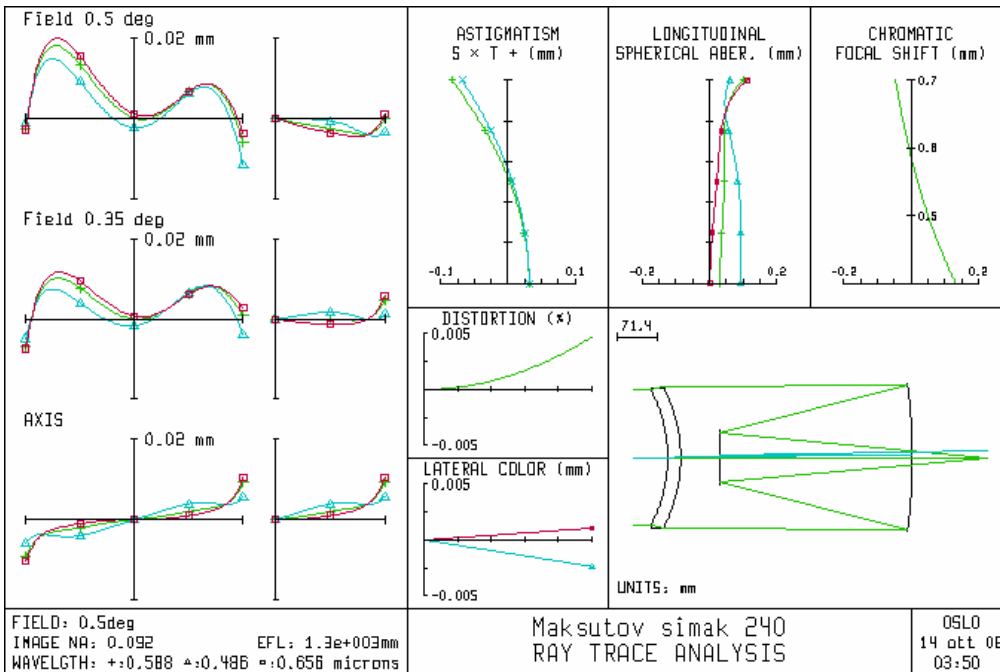 Field 0.5 deg
0.02 mm
Field 0.35 deg
0.02 mm
AXIS
0.02 mm
ASTIGMATISM
S × T + (mm)
-0.1
0.1
LONGITUDINAL
SPHERICAL ABER. (mm)
-0.2
0.2
CHROMATIC
FOCAL SHIFT (mm)
0.7
0.6
0.5
-0.2
0.2
DISTORTION (%)
0.005
-0.005
LATERAL COLOR (mm)
0.005
-0.005
71.4
UNITS: mm
FIELD: 0.5deg
IMAGE NA: 0.092 EFL: 1.3e+003mm
WAVELGTH: +:0.588 ▵:0.486 ▫:0.656 microns
Maksutov simak 240
RAY TRACE ANALYSIS
OSLO
14 ott 06
03:50